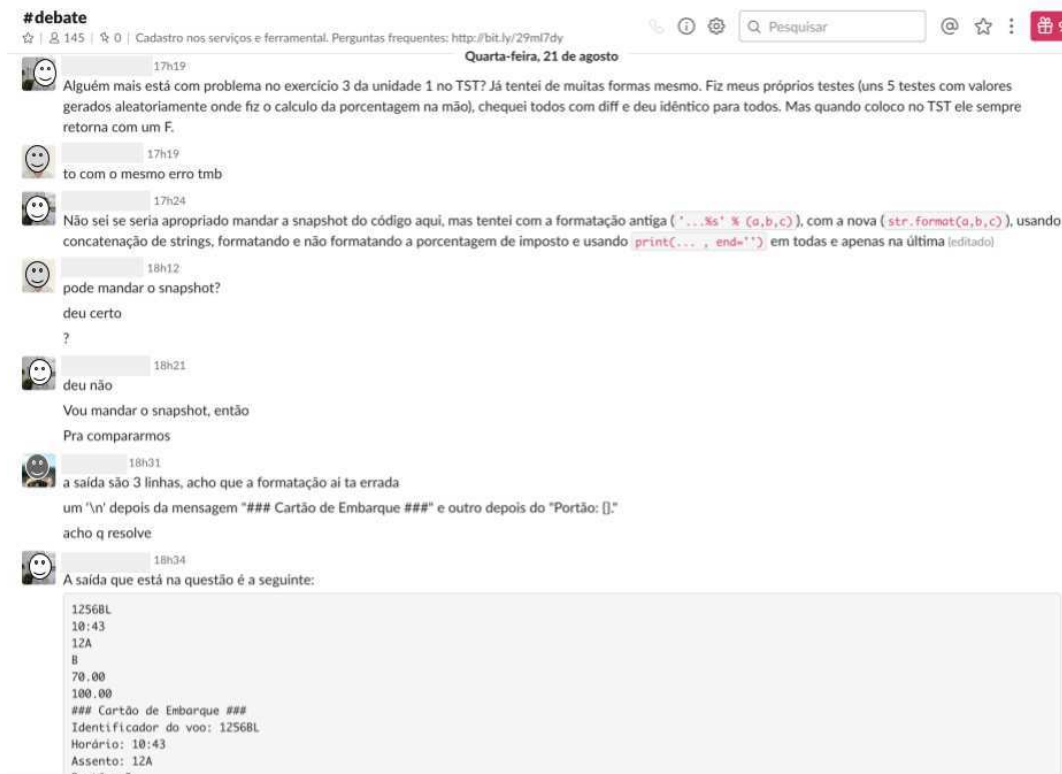 #debate
145 | 0 | Cadastro nos serviços e ferramental. Perguntas frequentes: http://bit.ly/29ml7dy
Pesquisar
Quarta-feira, 21 de agosto
17h19
Alguém mais está com problema no exercício 3 da unidade 1 no TST? Já tentei de muitas formas mesmo. Fiz meus próprios testes (uns 5 testes com valores
gerados aleatoriamente onde fiz o calculo da porcentagem na mão), chequei todos com diff e deu idêntico para todos. Mas quando coloco no TST ele sempre
retorna com um F.
17h19
to com o mesmo erro tmb
17h24
Não sei se seria apropriado mandar a snapshot do código aqui, mas tentei com a formatação antiga ( '...%s' % (a,b,c) ), com a nova ( str.format(a,b,c) ), usando
concatenação de strings, formatando e não formatando a porcentagem de imposto e usando print(... , end='') em todas e apenas na última (editado)
18h12
pode mandar o snapshot?
deu certo
?
18h21
deu não
Vou mandar o snapshot, então
Pra compararmos
18h31
a saída são 3 linhas, acho que a formatação ai ta errada
um '\n' depois da mensagem "### Cartão de Embarque ###" e outro depois do "Portão: []."
acho q resolve
18h34
A saída que está na questão é a seguinte:
1256BL
10:43
12A
B
70.00
100.00
### Cartão de Embarque ###
Identificador do voo: 1256BL
Horário: 10:43
Assento: 12A